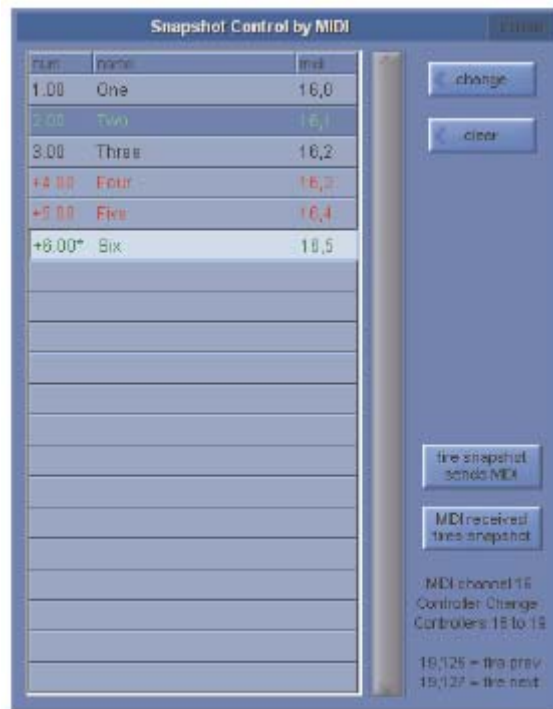 Snapshot Control by MIDI
num name midi
1.00 One 16,0
2.00 Two 16,1
3.00 Three 16,2
+4.00 Four 16,3
+5.00 Five 16,4
+6.00* Six 16,5
change
clear
fire snapshot
sends MIDI
MIDI received
fires snapshot
MIDI channel 16
Controller Change
Controllers 16 to 19
19,126 = fire prev
19,127 = fire next